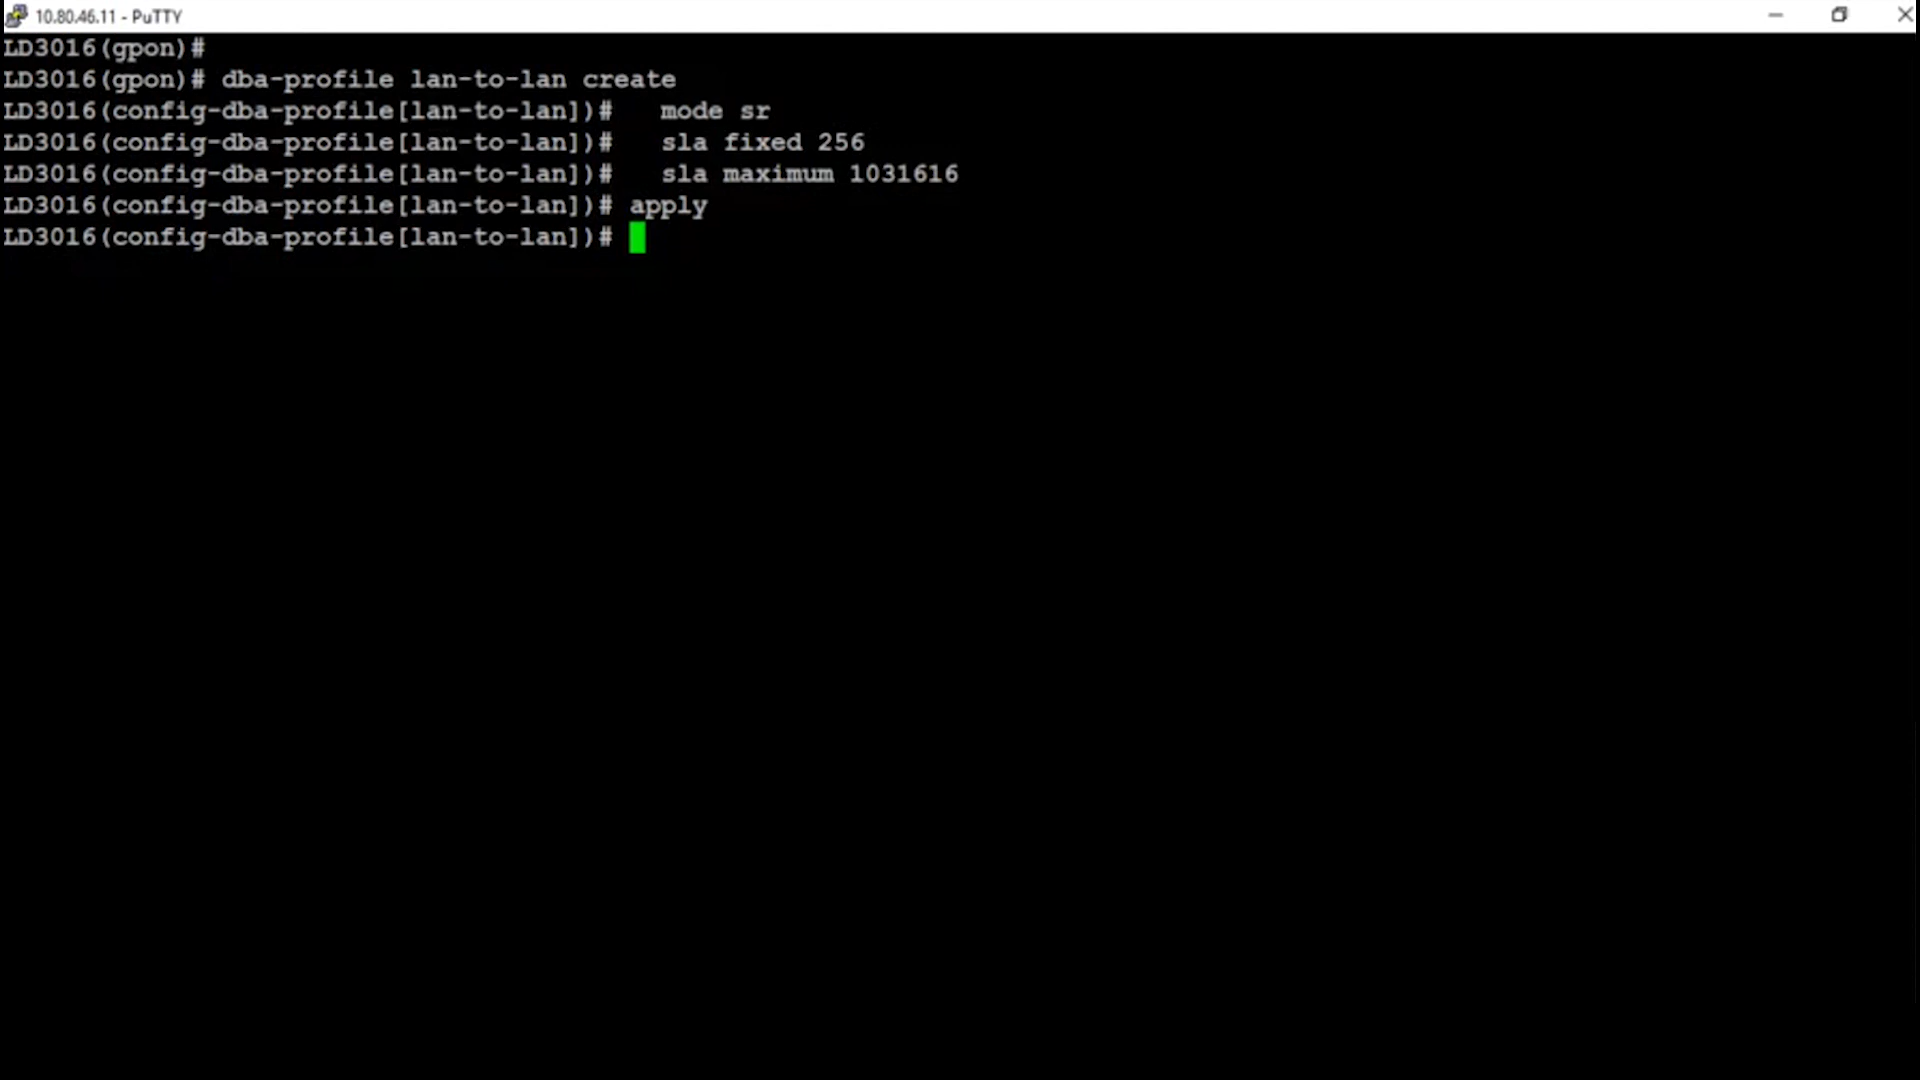 10.80.46.11 - PuTTY
LD3016(gpon)#
LD3016(gpon)# dba-profile lan-to-lan create
LD3016(config-dba-profile[lan-to-lan])#   mode sr
LD3016(config-dba-profile[lan-to-lan])#   sla fixed 256
LD3016(config-dba-profile[lan-to-lan])#   sla maximum 1031616
LD3016(config-dba-profile[lan-to-lan])# apply
LD3016(config-dba-profile[lan-to-lan])#